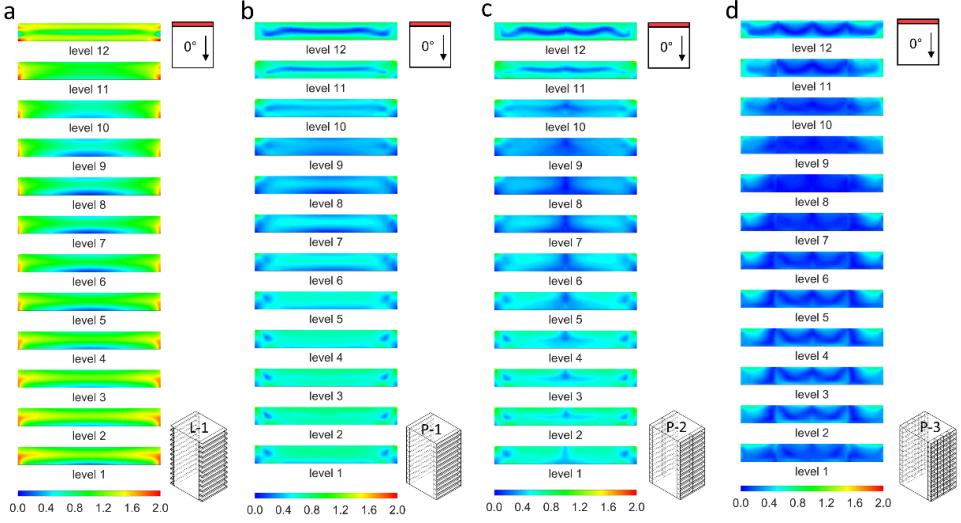 a
0°
level 12
level 11
level 10
level 9
level 8
level 7
level 6
level 5
level 4
level 3
level 2
L-1
level 1
0.0 0.4 0.8 1.2 1.6 2.0
b
0°
level 12
level 11
level 10
level 9
level 8
level 7
level 6
level 5
level 4
level 3
level 2
P-1
level 1
0.0 0.4 0.8 1.2 1.6 2.0
c
0°
level 12
level 11
level 10
level 9
level 8
level 7
level 6
level 5
level 4
level 3
level 2
P-2
level 1
0.0 0.4 0.8 1.2 1.6 2.0
d
0°
level 12
level 11
level 10
level 9
level 8
level 7
level 6
level 5
level 4
level 3
level 2
P-3
level 1
0.0 0.4 0.8 1.2 1.6 2.0